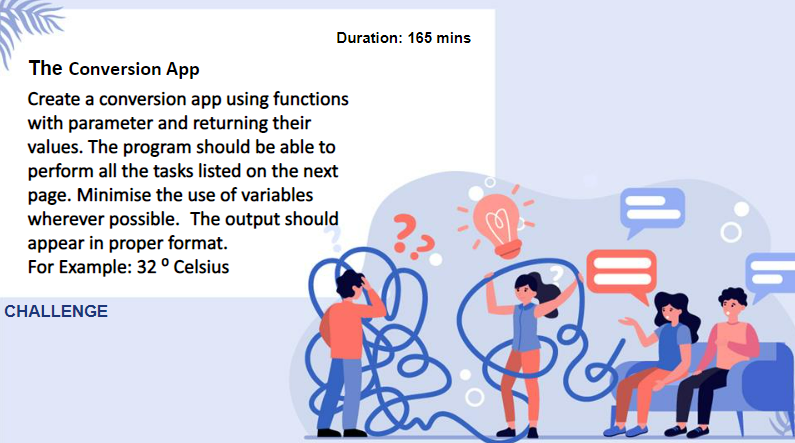 Duration: 165 mins
The Conversion App
Create a conversion app using functions
with parameter and returning their
values. The program should be able to
perform all the tasks listed on the next
page. Minimise the use of variables
wherever possible. The output should
appear in proper format.
For Example: 32 ⁰ Celsius
CHALLENGE
? ?
?
?